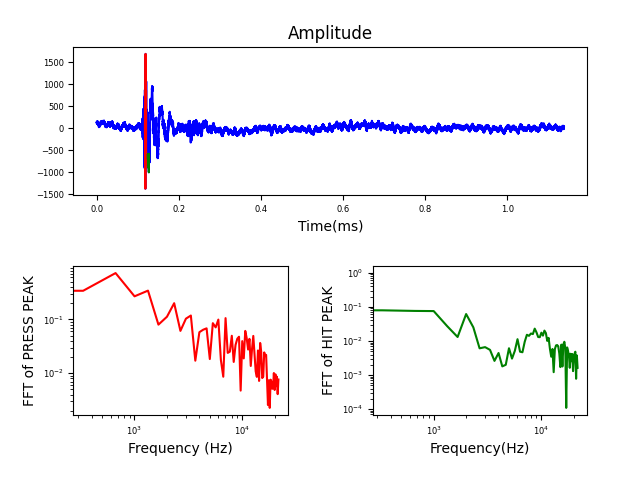 Amplitude
1500
1000
500
0
−500
−1000
−1500
0.0 0.2 0.4 0.6 0.8 1.0
Time(ms)
FFT of PRESS PEAK
10⁻¹
10⁻²
10³ 10⁴
Frequency (Hz)
FFT of HIT PEAK
10⁰
10⁻¹
10⁻²
10⁻³
10⁻⁴
10³ 10⁴
Frequency(Hz)